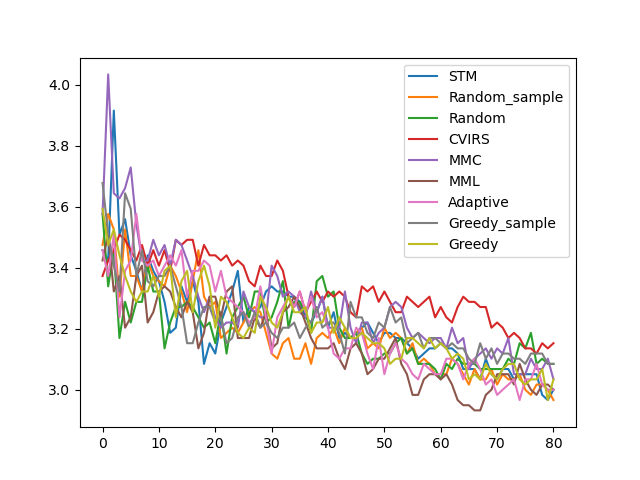 4.0
3.8
3.6
3.4
3.2
3.0
0 10 20 30 40 50 60 70 80
STM
Random_sample
Random
CVIRS
MMC
MML
Adaptive
Greedy_sample
Greedy